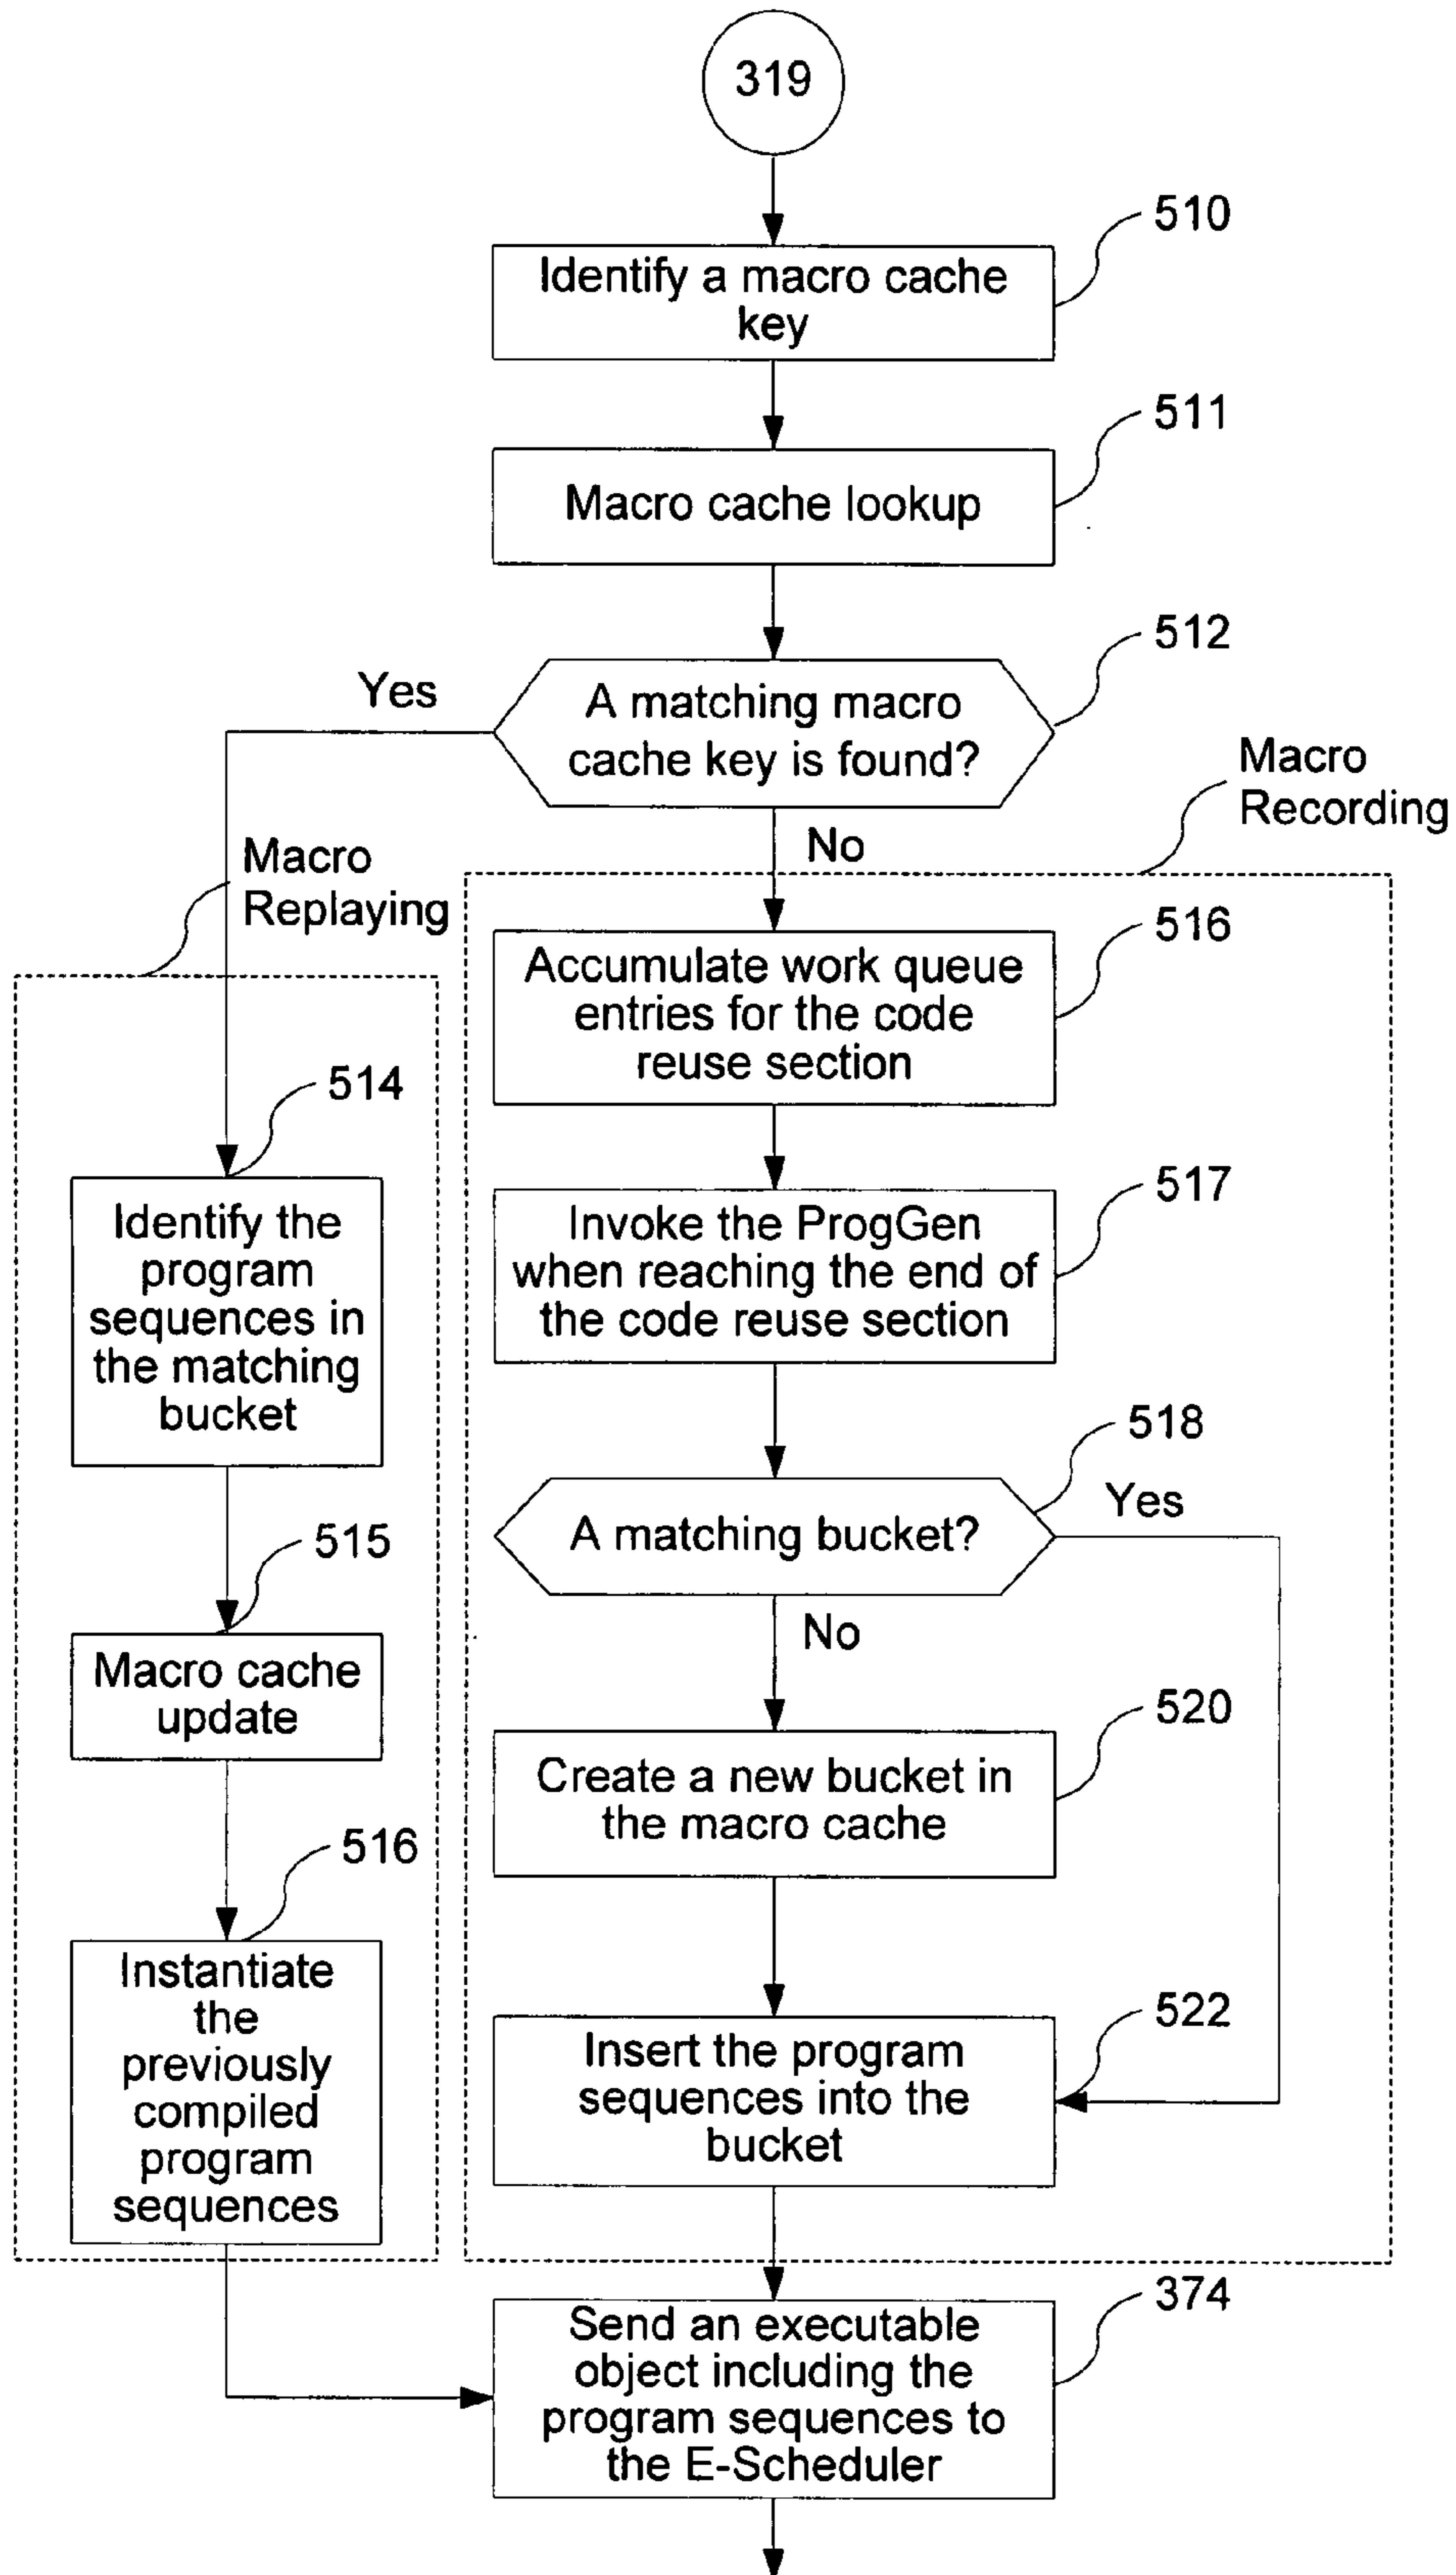 319
510
Identify a macro cache
key
511
Macro cache lookup
512
Yes
A matching macro
cache key is found?
No
Macro
Recording
Macro
Replaying
516
Accumulate work queue
entries for the code
reuse section
514
Identify the
program
sequences in
the matching
bucket
517
Invoke the ProgGen
when reaching the end of
the code reuse section
518
A matching bucket?
Yes
No
515
Macro cache
update
520
Create a new bucket in
the macro cache
516
Instantiate
the
previously
compiled
program
sequences
522
Insert the program
sequences into the
bucket
374
Send an executable
object including the
program sequences to
the E-Scheduler